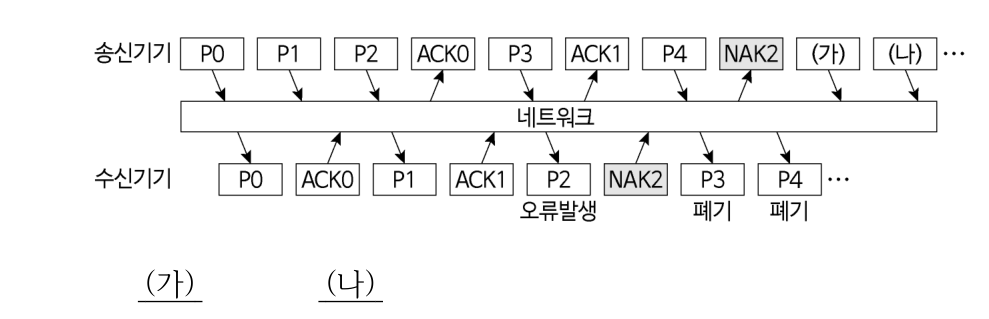 송신기기 P0 P1 P2 ACK0 P3 ACK1 P4 NAK2 (가) (나) …
네트워크
수신기기 P0 ACK0 P1 ACK1 P2 NAK2 P3 P4 …
오류발생 폐기 폐기
(가) (나)